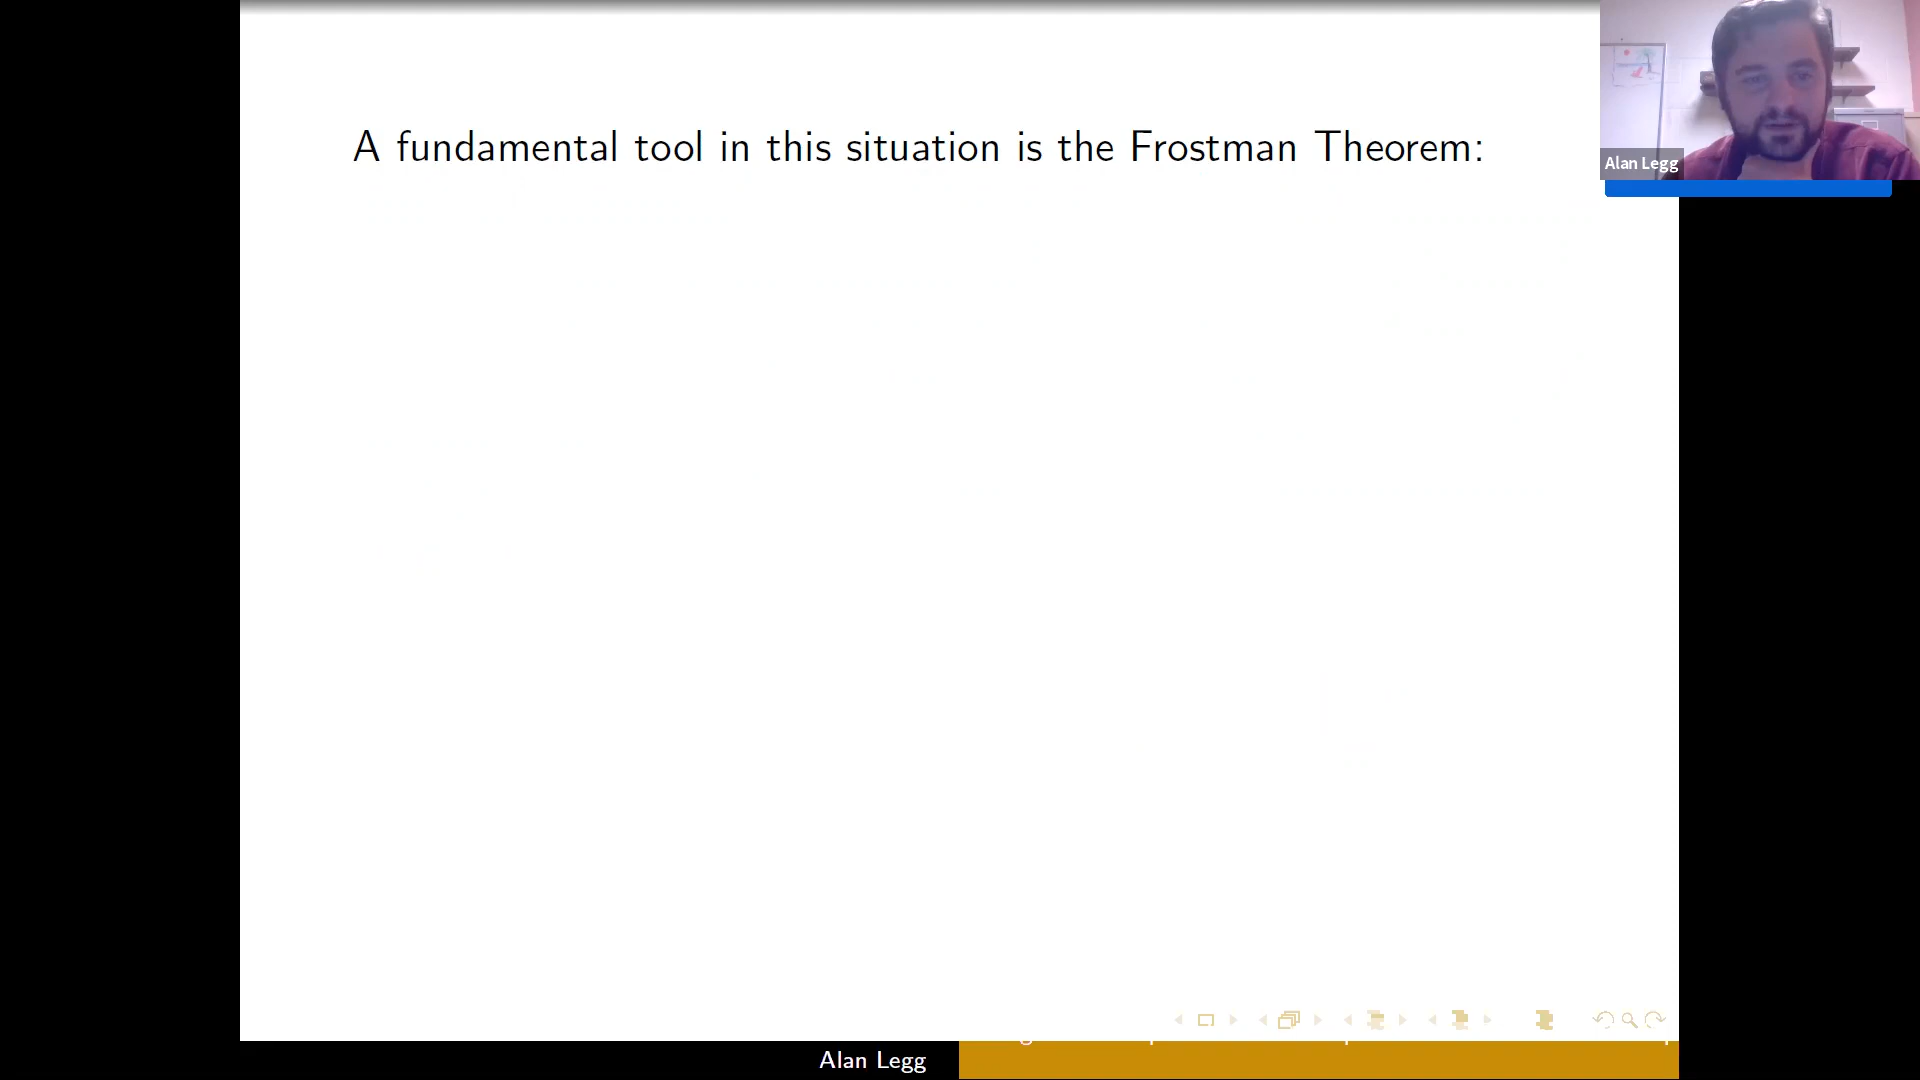 A fundamental tool in this situation is the Frostman Theorem:
Alan Legg
Alan Legg